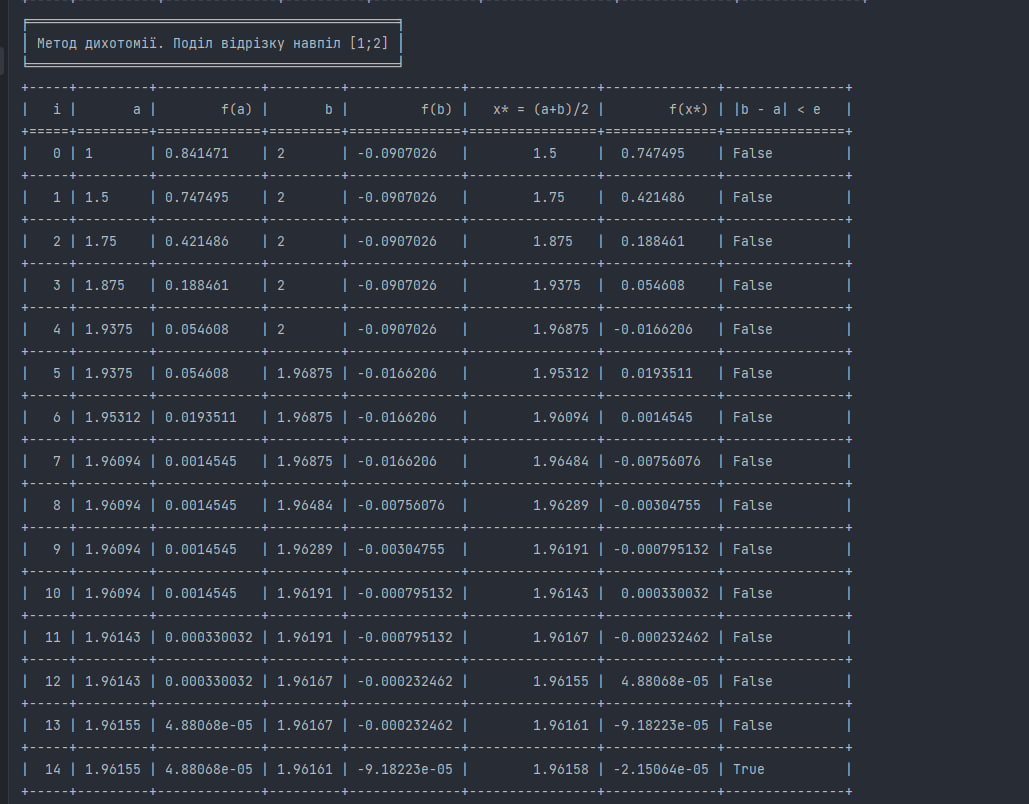 Метод дихотомії. Поділ відрізку навпіл [1;2]
| i | a | f(a) | b | f(b) | x* = (a+b)/2 | f(x*) | |b - a| < e |
| 0 | 1 | 0.841471 | 2 | -0.0907026 | 1.5 | 0.747495 | False |
| 1 | 1.5 | 0.747495 | 2 | -0.0907026 | 1.75 | 0.421486 | False |
| 2 | 1.75 | 0.421486 | 2 | -0.0907026 | 1.875 | 0.188461 | False |
| 3 | 1.875 | 0.188461 | 2 | -0.0907026 | 1.9375 | 0.054608 | False |
| 4 | 1.9375 | 0.054608 | 2 | -0.0907026 | 1.96875 | -0.0166206 | False |
| 5 | 1.9375 | 0.054608 | 1.96875 | -0.0166206 | 1.95312 | 0.0193511 | False |
| 6 | 1.95312 | 0.0193511 | 1.96875 | -0.0166206 | 1.96094 | 0.0014545 | False |
| 7 | 1.96094 | 0.0014545 | 1.96875 | -0.0166206 | 1.96484 | -0.00756076 | False |
| 8 | 1.96094 | 0.0014545 | 1.96484 | -0.00756076 | 1.96289 | -0.00304755 | False |
| 9 | 1.96094 | 0.0014545 | 1.96289 | -0.00304755 | 1.96191 | -0.000795132 | False |
| 10 | 1.96094 | 0.0014545 | 1.96191 | -0.000795132 | 1.96143 | 0.000330032 | False |
| 11 | 1.96143 | 0.000330032 | 1.96191 | -0.000795132 | 1.96167 | -0.000232462 | False |
| 12 | 1.96143 | 0.000330032 | 1.96167 | -0.000232462 | 1.96155 | 4.88068e-05 | False |
| 13 | 1.96155 | 4.88068e-05 | 1.96167 | -0.000232462 | 1.96161 | -9.18223e-05 | False |
| 14 | 1.96155 | 4.88068e-05 | 1.96161 | -9.18223e-05 | 1.96158 | -2.15064e-05 | True |